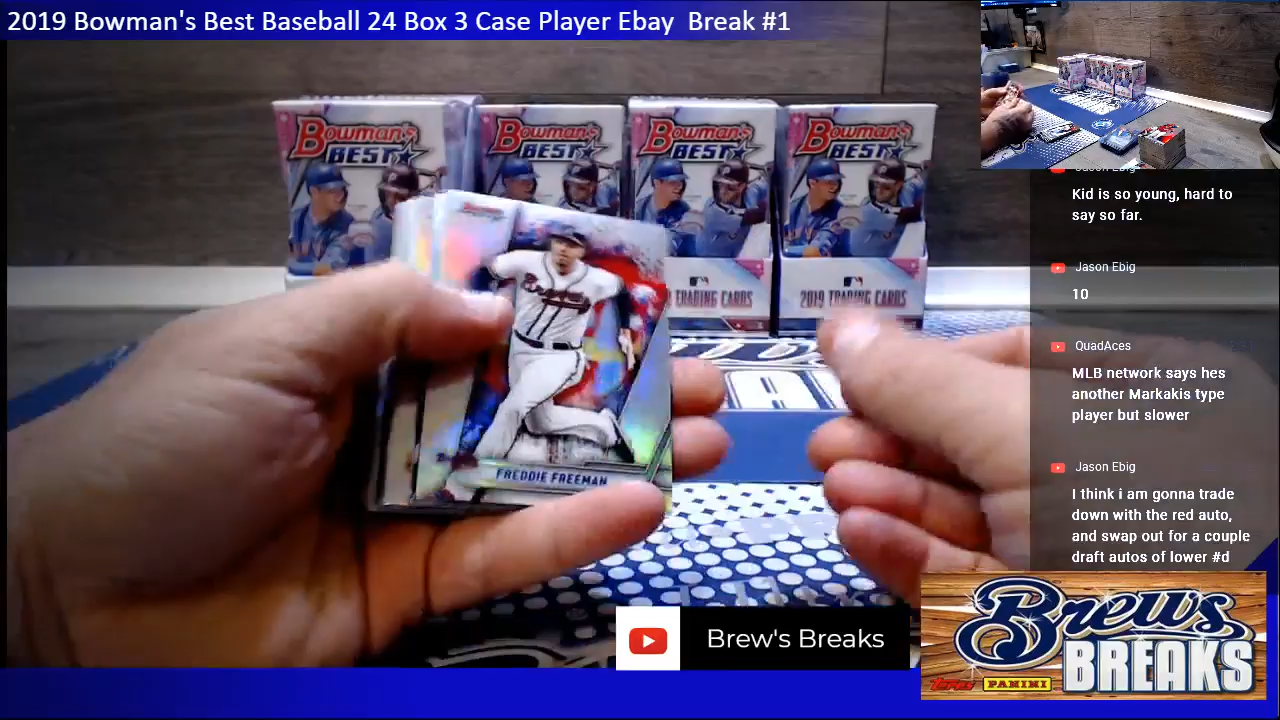 2019 Bowman's Best Baseball 24 Box 3 Case Player Ebay  Break #1
Bowman's
BEST
Bowman's
BEST
Bowman's
BEST
Bowman's
BEST
TRADING CARDS
2019 TRADING CARDS
Braves
FREDDIE FREEMAN
Kid is so young, hard to
say so far.
Jason Ebig
10
QuadAces
MLB network says hes
another Markakis type
player but slower
Jason Ebig
I think i am gonna trade
down with the red auto,
and swap out for a couple
draft autos of lower #d
Brew's Breaks
Brew's
BREAKS
Topps PANINI